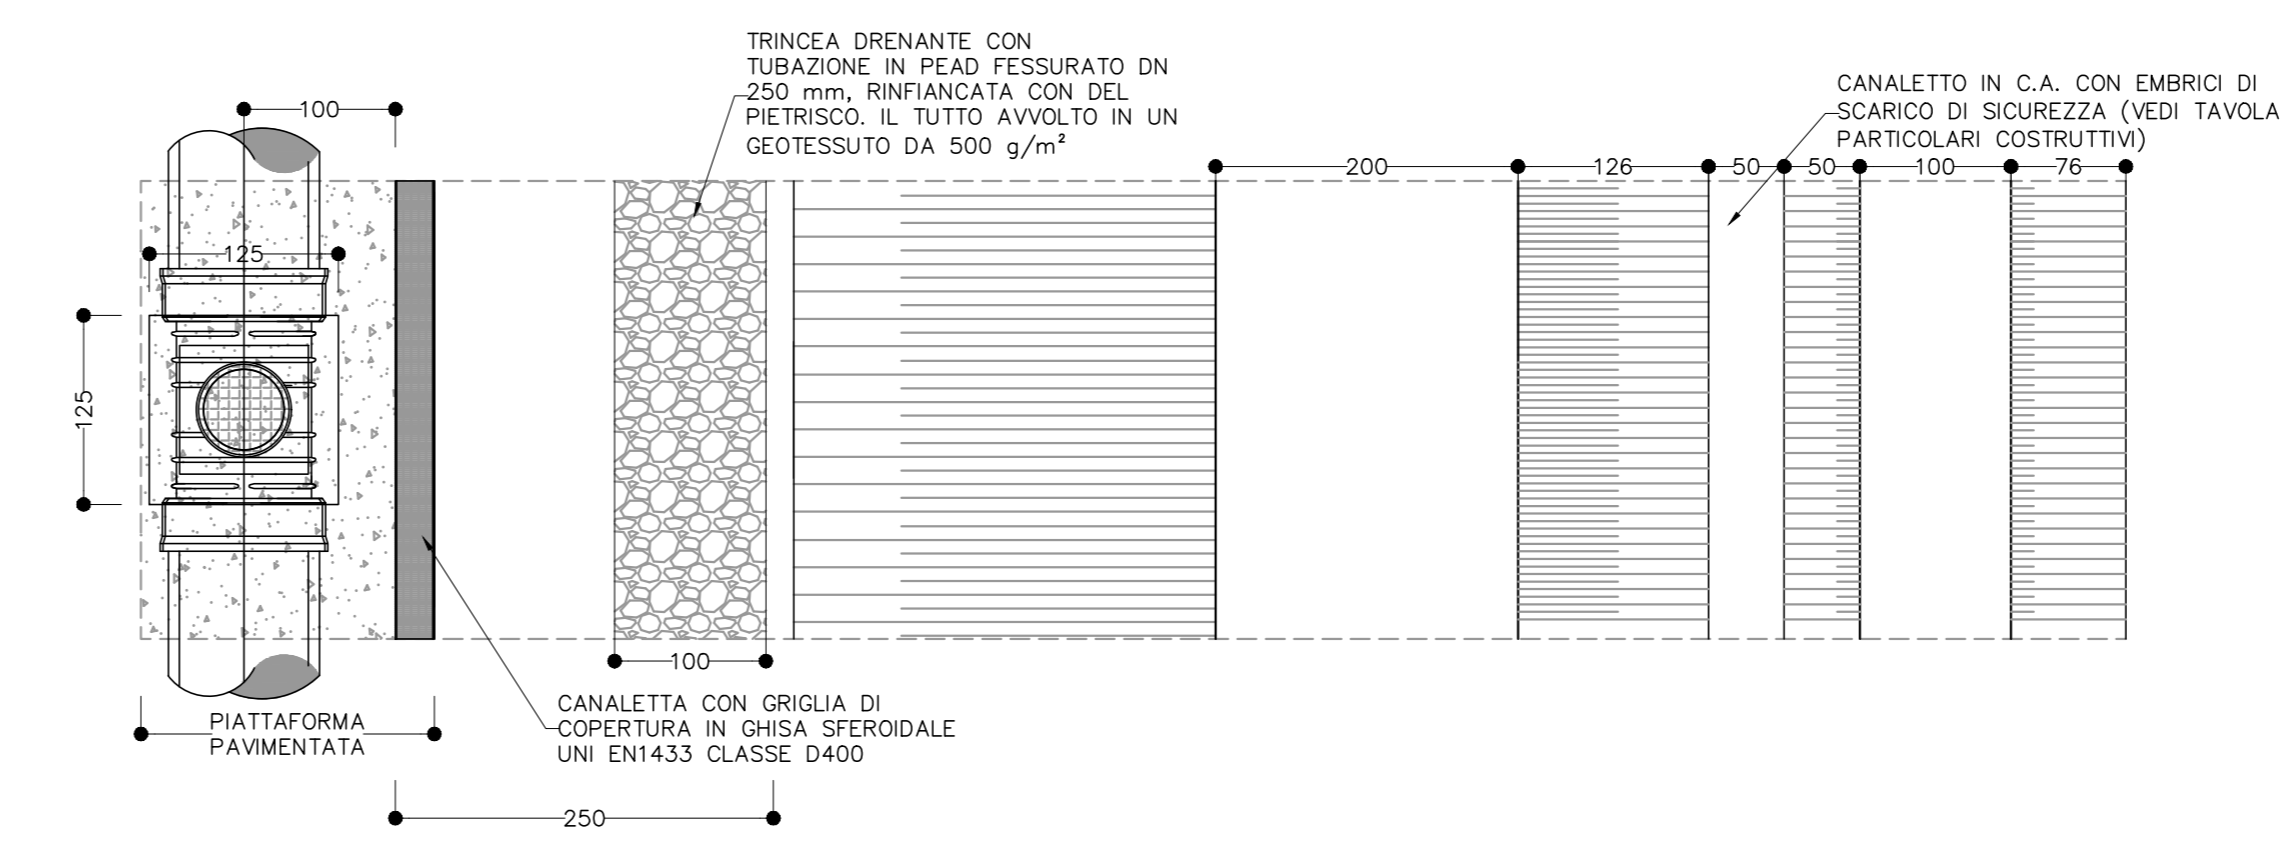 TRINCEA DRENANTE CON
TUBAZIONE IN PEAD FESSURATO DN
250 mm, RINFIANCATA CON DEL
PIETRISCO. IL TUTTO AVVOLTO IN UN
GEOTESSUTO DA 500 g/m²
CANALETTO IN C.A. CON EMBRICI DI
SCARICO DI SICUREZZA (VEDI TAVOLA
PARTICOLARI COSTRUTTIVI)
100
200
126
50
50
100
76
125
125
100
CANALETTA CON GRIGLIA DI
COPERTURA IN GHISA SFEROIDALE
UNI EN1433 CLASSE D400
PIATTAFORMA
PAVIMENTATA
250